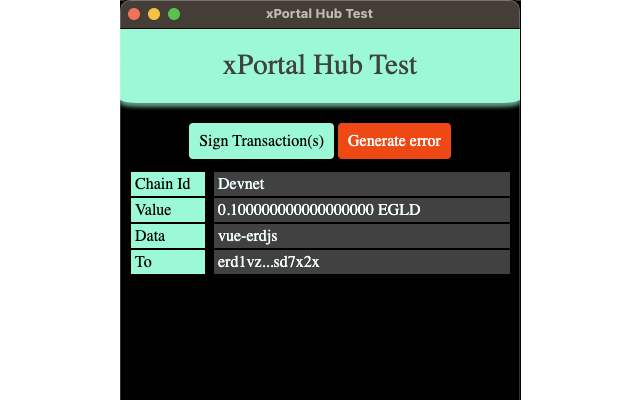 xPortal Hub Test
xPortal Hub Test
Sign Transaction(s) Generate error
Chain Id Devnet
Value 0.100000000000000000 EGLD
Data vue-erdjs
To erd1vz...sd7x2x